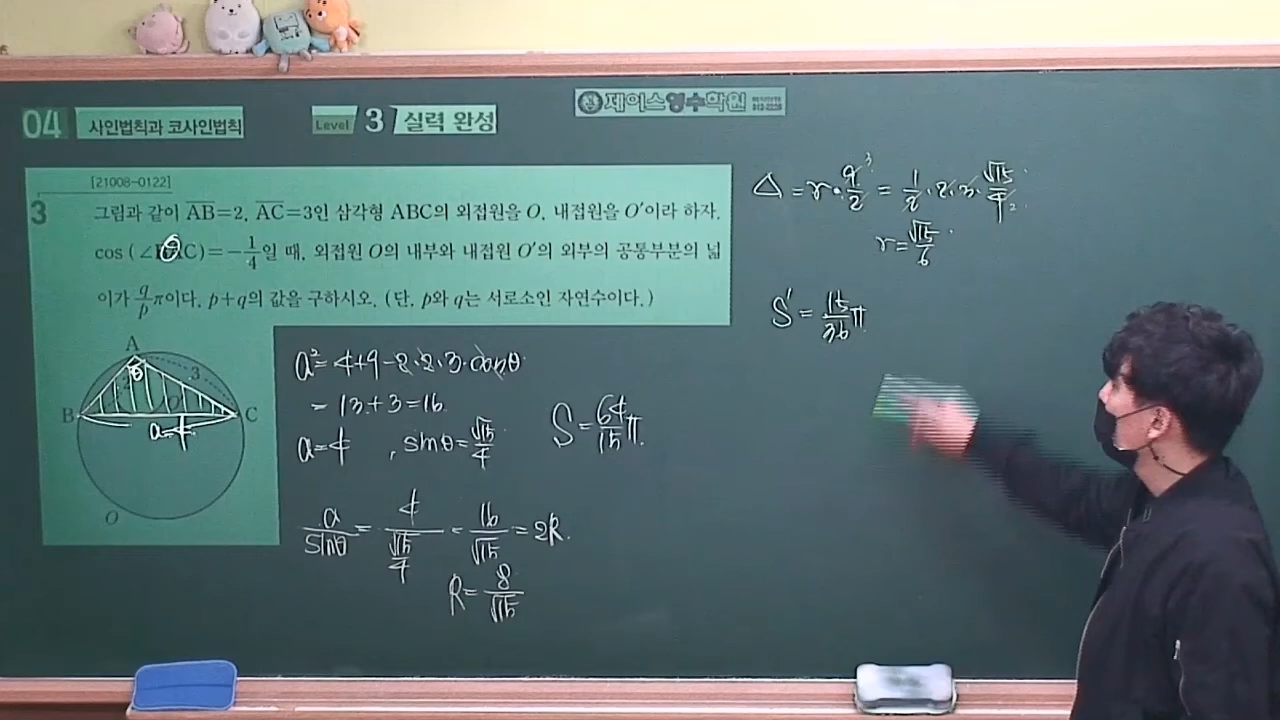 04 사인법칙과 코사인법칙 Level 3 실력 완성
제이스영수학원
[21008-0122]
3 그림과 같이 AB=2, AC=3인 삼각형 ABC의 외접원을 O, 내접원을 O′이라 하자.
cos(∠BAC)=-1/4일 때, 외접원 O의 내부와 내접원 O′의 외부의 공통부분의 넓
이가 q/p π이다. p+q의 값을 구하시오. (단, p와 q는 서로소인 자연수이다.)
A
θ
2
3
O′
B
C
a=4
O
a²=4+9-2·2·3·cosθ
=13+3=16.
a=4, sinθ=√15/4
S=64/15 π.
a/sinθ = 4/(√15/4) = 16/√15 = 2R.
R=8/√15
△=r·9/2 = 1/2·2·3·√15/4
3
2
r=√15/6
S′=15/36 π